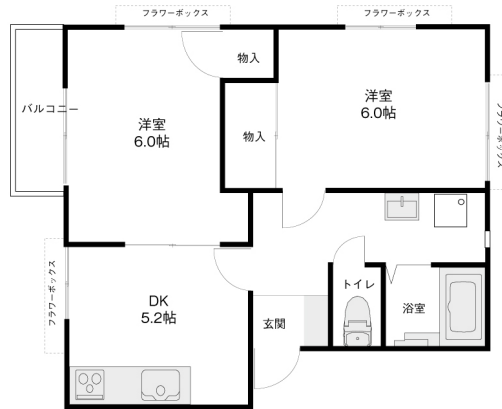 フラワーボックス
フラワーボックス
物入
バルコニー
洋室
6.0帖
洋室
6.0帖
物入
フラワーボックス
フラワーボックス
DK
5.2帖
玄関
トイレ
浴室